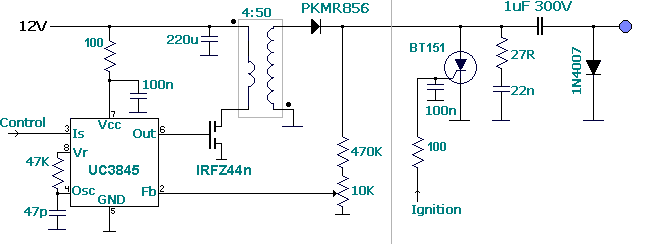 4:50
PKMR856
1uF 300V
12V
220u
100
BT151
27R
1N4007
100n
100n
22n
Control
7
Vcc
3
Is
Out
6
8
Vr
47K
UC3845
IRFZ44n
470K
100
4
Osc
Fb
2
10K
47p
GND
5
Ignition